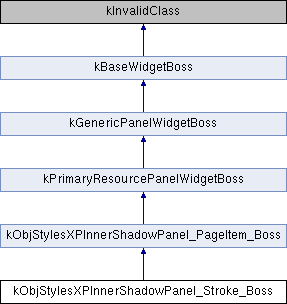 kInvalidClass
kBaseWidgetBoss
kGenericPanelWidgetBoss
kPrimaryResourcePanelWidgetBoss
kObjStylesXPInnerShadowPanel_PageItem_Boss
kObjStylesXPInnerShadowPanel_Stroke_Boss